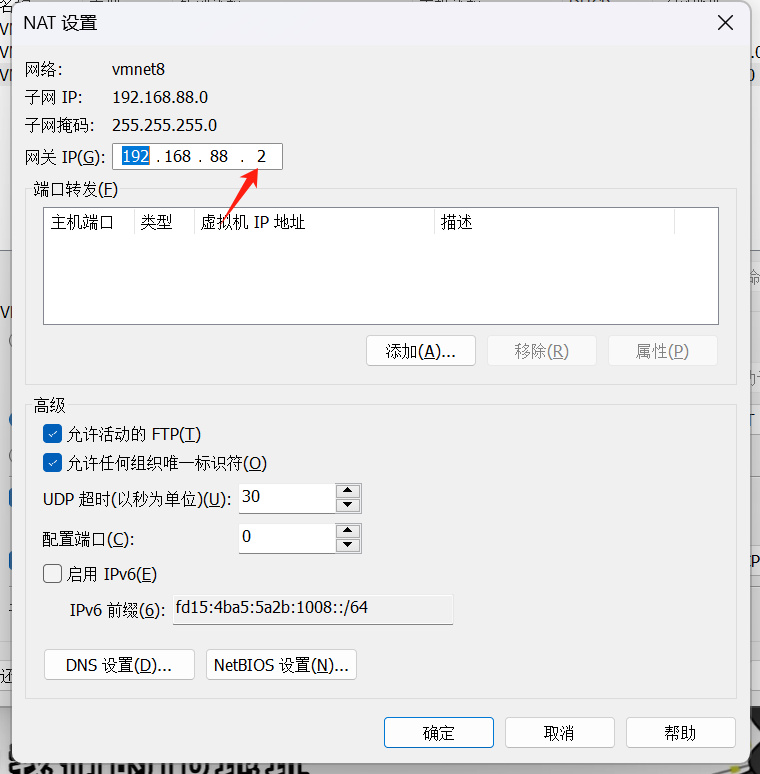 NAT 设置
网络: vmnet8
子网 IP: 192.168.88.0
子网掩码: 255.255.255.0
网关 IP(G): 192 . 168 . 88 . 2
端口转发(F)
主机端口 类型 虚拟机 IP 地址 描述
添加(A)... 移除(R) 属性(P)
高级
允许活动的 FTP(T)
允许任何组织唯一标识符(O)
UDP 超时(以秒为单位)(U): 30
配置端口(C): 0
启用 IPv6(E)
IPv6 前缀(6): fd15:4ba5:5a2b:1008::/64
DNS 设置(D)... NetBIOS 设置(N)...
确定 取消 帮助